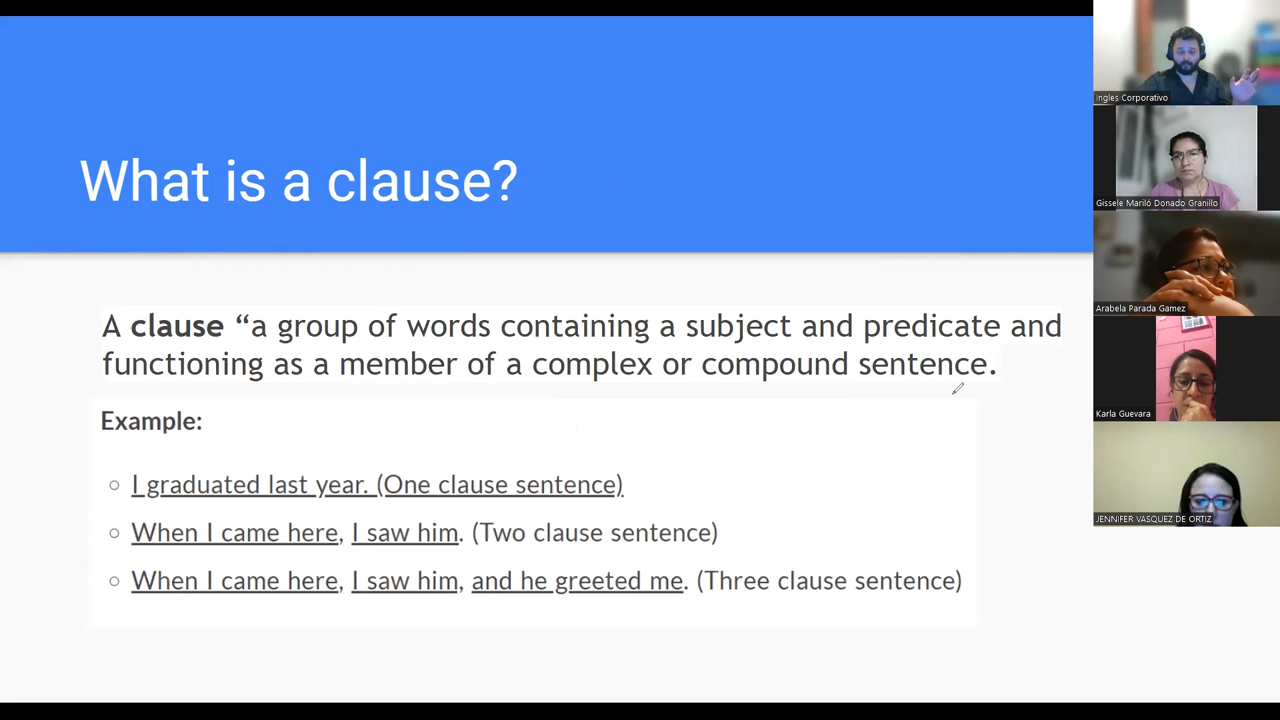 What is a clause?
A clause “a group of words containing a subject and predicate and
functioning as a member of a complex or compound sentence.
Example:
I graduated last year. (One clause sentence)
When I came here, I saw him. (Two clause sentence)
When I came here, I saw him, and he greeted me. (Three clause sentence)
Ingles Corporativo
Gissele Mariló Donado Granillo
Arabela Parada Gamez
Karla Guevara
JENNIFER VASQUEZ DE ORTIZ